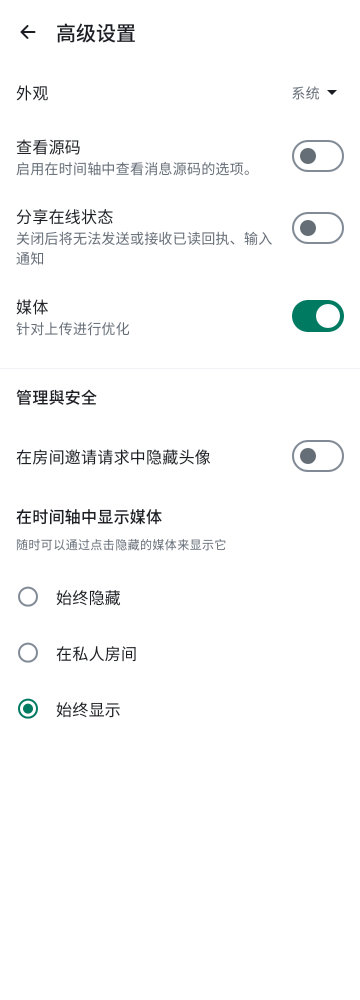 高级设置
外观
系统
查看源码
启用在时间轴中查看消息源码的选项。
分享在线状态
关闭后将无法发送或接收已读回执、输入
通知
媒体
针对上传进行优化
管理與安全
在房间邀请请求中隐藏头像
在时间轴中显示媒体
随时可以通过点击隐藏的媒体来显示它
始终隐藏
在私人房间
始终显示